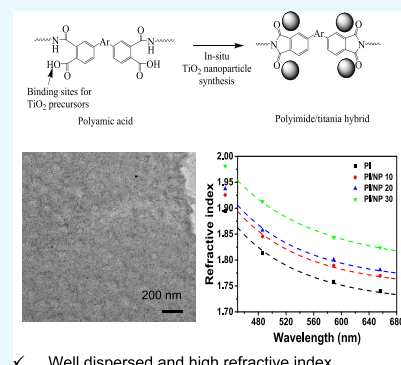 Ar
NH
HN
O
O
HO
OH
O
O
Binding sites for
TiO2 precursors
Polyamic acid
In-situ
TiO2 nanoparticle
synthesis
O
O
Ar
N
N
O
O
Polyimide/titania hybrid
200 nm
2.00
1.95
1.90
1.85
1.80
1.75
1.70
Refractive index
PI
PI/NP 10
PI/NP 20
PI/NP 30
480 520 560 600 640 680
Wavelength (nm)
✓ Well dispersed and high refractive index